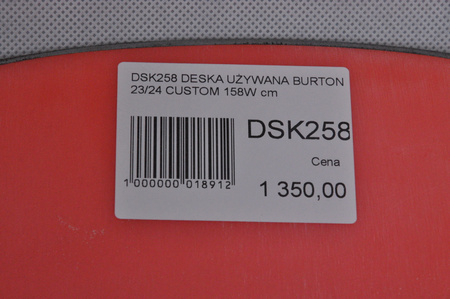 DSK258 DESKA UŻYWANA BURTON
23/24 CUSTOM 158W cm
DSK258
Cena
1 350,00
1 000000 018912